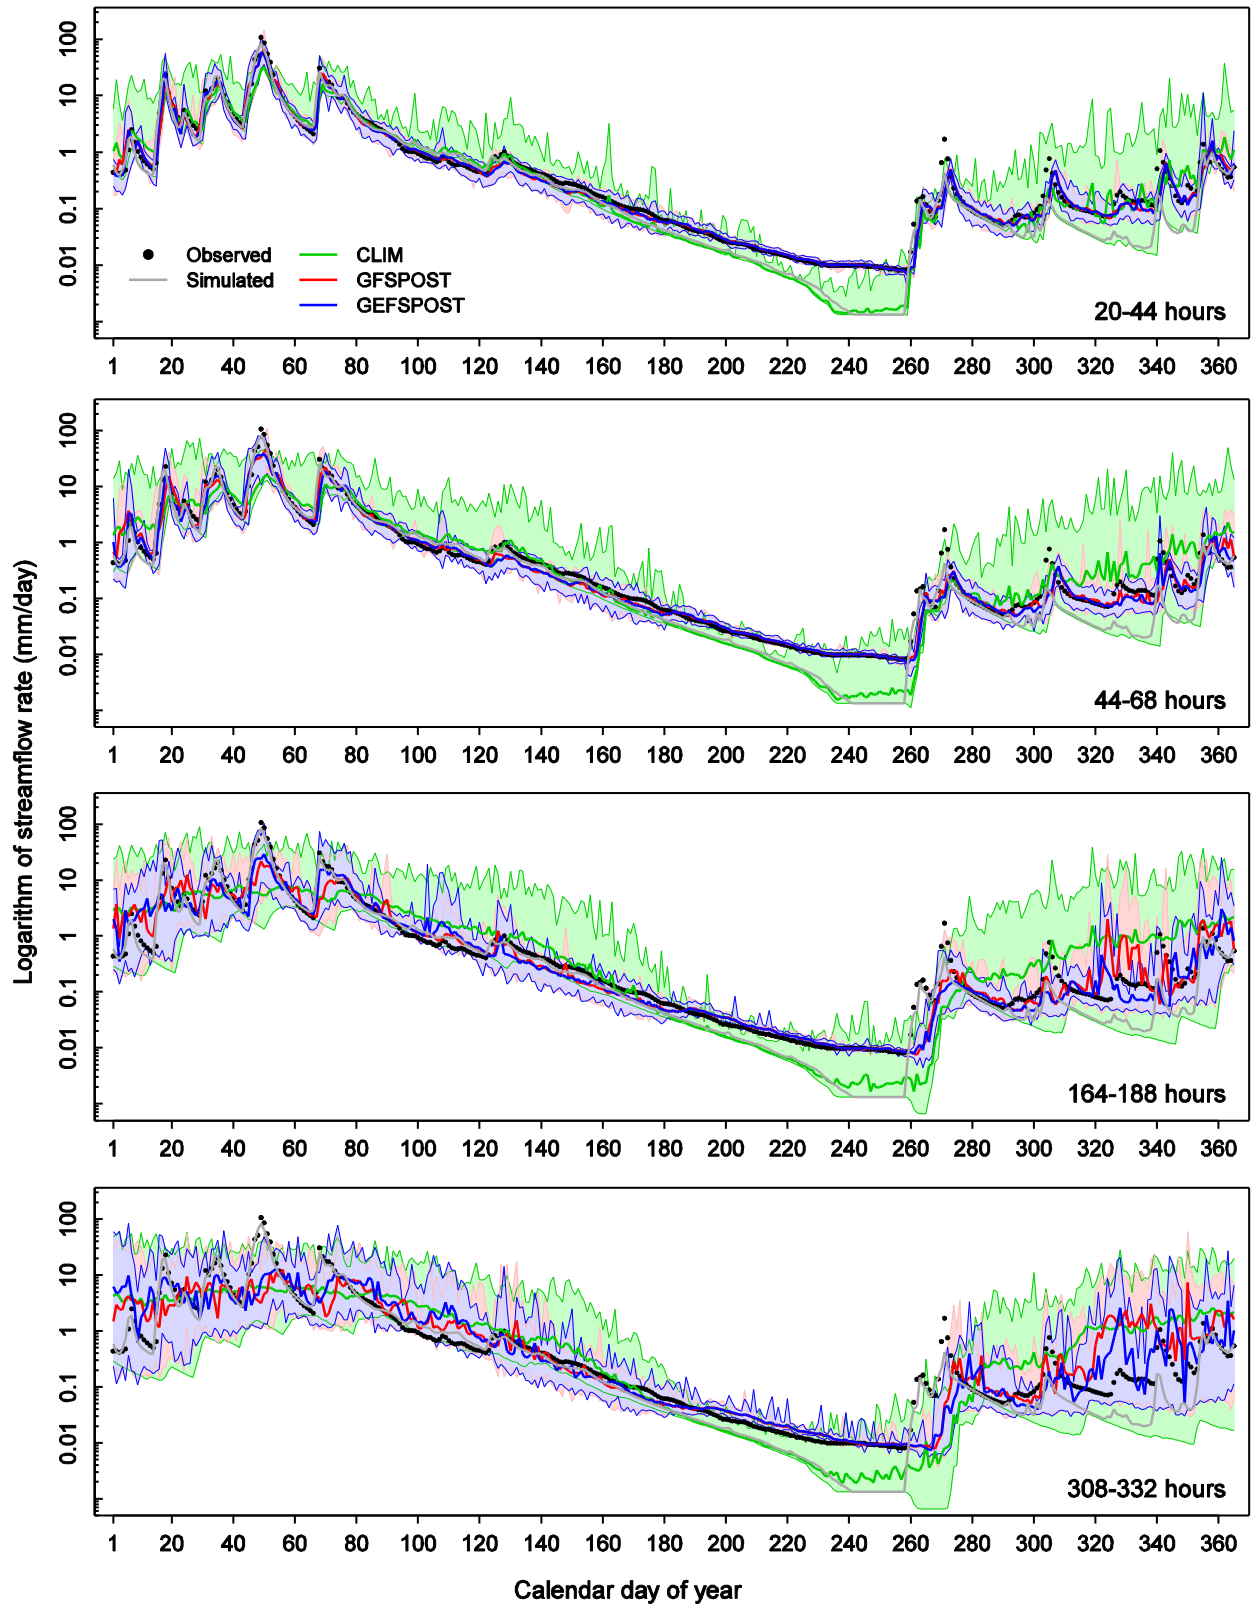 Logarithm of streamflow rate (mm/day)
100
10
1
0.1
0.01
Observed
Simulated
CLIM
GFSPOST
GEFSPOST
20-44 hours
1 20 40 60 80 100 120 140 160 180 200 220 240 260 280 300 320 340 360
100
10
1
0.1
0.01
44-68 hours
1 20 40 60 80 100 120 140 160 180 200 220 240 260 280 300 320 340 360
100
10
1
0.1
0.01
164-188 hours
1 20 40 60 80 100 120 140 160 180 200 220 240 260 280 300 320 340 360
100
10
1
0.1
0.01
308-332 hours
1 20 40 60 80 100 120 140 160 180 200 220 240 260 280 300 320 340 360
Calendar day of year